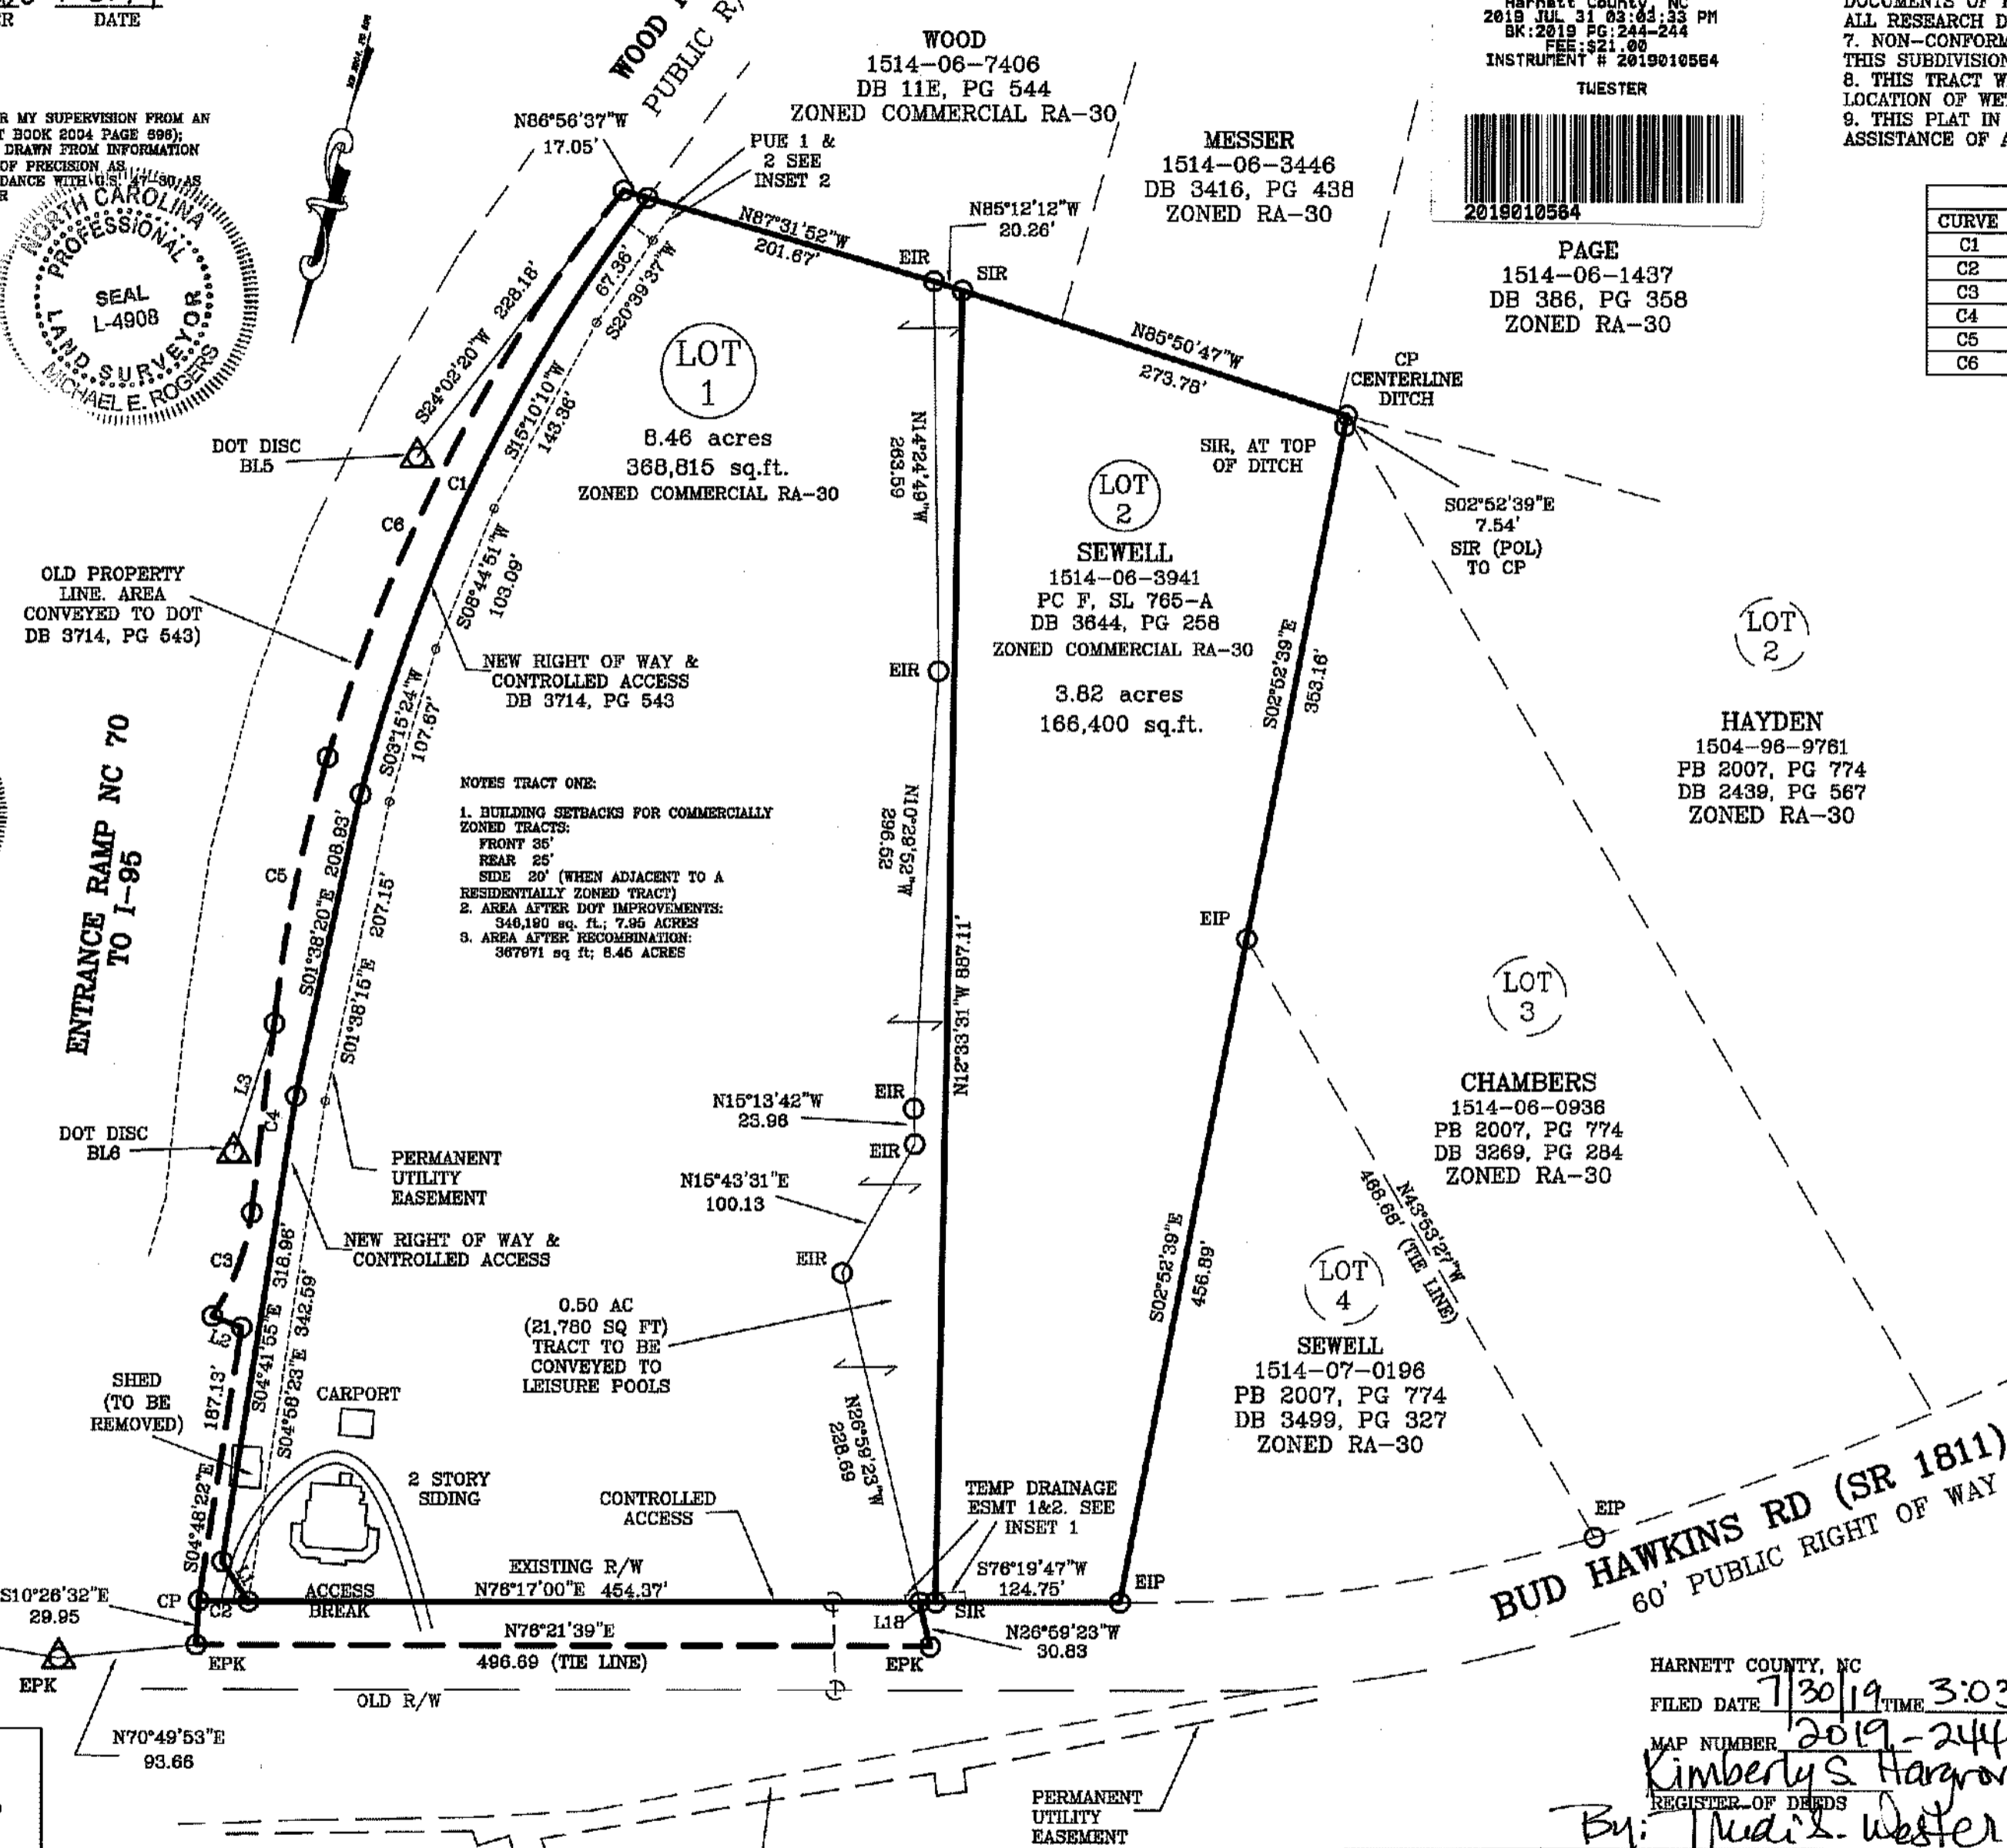 DATE
WOOD
PUBLIC R/
WOOD
1514-06-7406
DB 11E, PG 544
ZONED COMMERCIAL RA-30
Harnett County, NC
2019 JUL 31 03:03:33 PM
BK:2019 PG:244-244
FEE:$21.00
INSTRUMENT # 2019010564
TWESTER
2019010564
ALL RESEARCH D
7. NON-CONFORM
THIS SUBDIVISION
8. THIS TRACT W
LOCATION OF WE
9. THIS PLAT IN
ASSISTANCE OF A
CURVE
C1
C2
C3
C4
C5
C6
R MY SUPERVISION FROM AN
T BOOK 2004 PAGE 696);
DRAWN FROM INFORMATION
OF PRECISION AS
NORTH CAROLINA
PROFESSIONAL
SEAL
L-4908
LAND SURVEYOR
MICHAEL E. ROGERS
N86°56'37"W
17.05'
PUE 1 &
2 SEE
INSET 2
MESSER
1514-06-3446
DB 3416, PG 438
ZONED RA-30
PAGE
1514-06-1437
DB 386, PG 358
ZONED RA-30
N87°31'52"W
201.67'
N85°12'12"W
20.26'
EIR
SIR
N85°50'47"W
273.78'
CP
CENTERLINE
DITCH
SIR, AT TOP
OF DITCH
S02°52'39"E
7.54'
SIR (POL)
TO CP
S24°02'20"W 228.18'
67.36'
S20°39'37"W
S15°10'10"W
143.36'
DOT DISC
BL5
C1
C6
LOT
1
8.46 acres
368,815 sq.ft.
ZONED COMMERCIAL RA-30
N14°24'49"W
263.59
LOT
2
SEWELL
1514-06-3941
PC F, SL 765-A
DB 3644, PG 258
ZONED COMMERCIAL RA-30
3.82 acres
166,400 sq.ft.
OLD PROPERTY
LINE. AREA
CONVEYED TO DOT
DB 3714, PG 543)
S08°44'51"W
103.09'
NEW RIGHT OF WAY &
CONTROLLED ACCESS
DB 3714, PG 543
EIR
S02°52'39"E
353.16'
LOT
2
HAYDEN
1504-96-9761
PB 2007, PG 774
DB 2439, PG 567
ZONED RA-30
S03°15'24"W
107.67'
ENTRANCE RAMP NC 70
TO I-95
NOTES TRACT ONE:
1. BUILDING SETBACKS FOR COMMERCIALLY
ZONED TRACTS:
FRONT 35'
REAR 25'
SIDE 20' (WHEN ADJACENT TO A
RESIDENTIALLY ZONED TRACT)
2. AREA AFTER DOT IMPROVEMENTS:
346,190 sq. ft.; 7.95 ACRES
3. AREA AFTER RECOMBINATION:
367971 sq ft; 8.45 ACRES
N10°29'52"W
296.52
C5
S01°38'20"E 208.93'
S01°38'15"E 207.15'
N12°33'31"W 887.11'
EIP
LOT
3
CHAMBERS
1514-06-0936
PB 2007, PG 774
DB 3269, PG 284
ZONED RA-30
L3
C4
DOT DISC
BL6
PERMANENT
UTILITY
EASEMENT
N15°13'42"W
23.96
EIR
EIR
N15°43'31"E
100.13
N43°53'27"W
466.68' (TIE LINE)
NEW RIGHT OF WAY &
CONTROLLED ACCESS
EIR
C3
S02°52'39"E
456.89'
LOT
4
SEWELL
1514-07-0196
PB 2007, PG 774
DB 3499, PG 327
ZONED RA-30
0.50 AC
(21,780 SQ FT)
TRACT TO BE
CONVEYED TO
LEISURE POOLS
L2
S04°41'55"E 318.96'
S04°58'23"E 342.59'
S04°48'22"E 187.13'
SHED
(TO BE
REMOVED)
CARPORT
2 STORY
SIDING
N26°59'23"W
228.69
CONTROLLED
ACCESS
TEMP DRAINAGE
ESMT 1&2. SEE
INSET 1
EXISTING R/W
N76°17'00"E 454.37'
S76°19'47"W
124.75'
EIP
EIP
BUD HAWKINS RD (SR 1811)
60' PUBLIC RIGHT OF WAY
S10°26'32"E
29.95
CP
C2
ACCESS
BREAK
L18
SIR
N26°59'23"W
30.83
N76°21'39"E
496.69 (TIE LINE)
EPK
EPK
EPK
OLD R/W
N70°49'53"E
93.66
PERMANENT
UTILITY
EASEMENT
HARNETT COUNTY, NC
FILED DATE 7/30/19 TIME 3:03
MAP NUMBER 2019-244
Kimberly S. Hargrov
REGISTER OF DEEDS
By: Trudi S. Wester